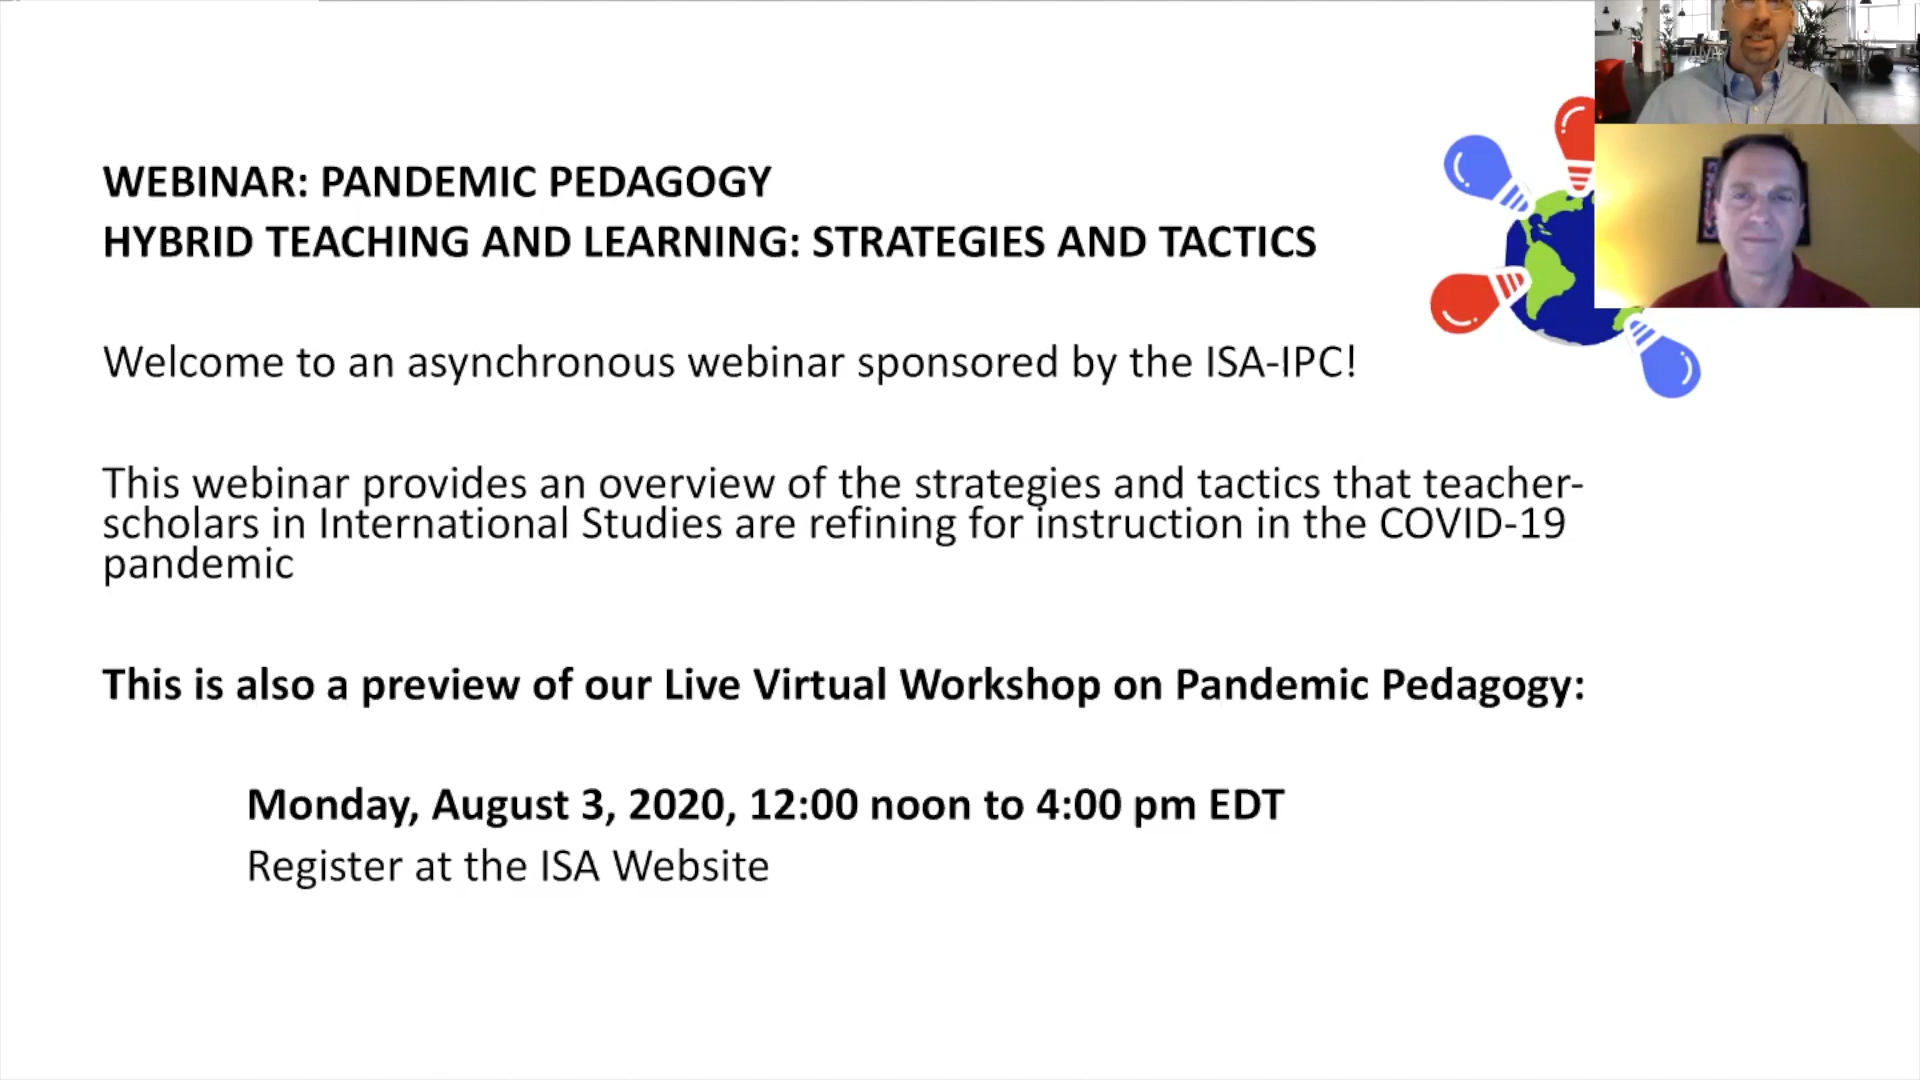 WEBINAR: PANDEMIC PEDAGOGY
HYBRID TEACHING AND LEARNING: STRATEGIES AND TACTICS
Welcome to an asynchronous webinar sponsored by the ISA-IPC!
This webinar provides an overview of the strategies and tactics that teacher-
scholars in International Studies are refining for instruction in the COVID-19
pandemic
This is also a preview of our Live Virtual Workshop on Pandemic Pedagogy:
Monday, August 3, 2020, 12:00 noon to 4:00 pm EDT
Register at the ISA Website